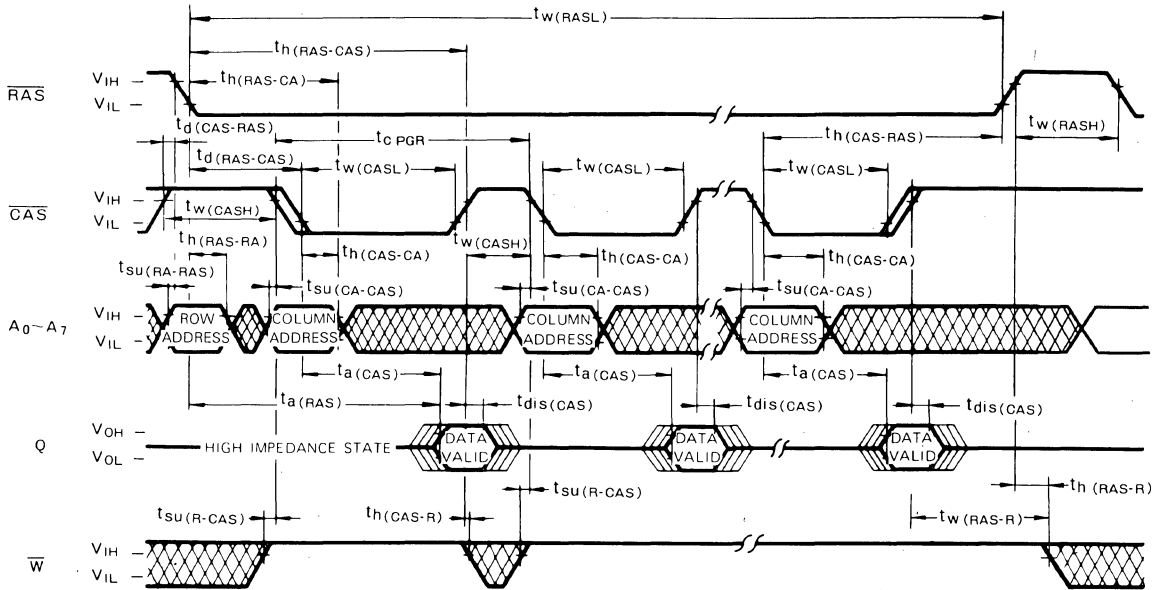 tw(RASL)
th(RAS-CAS)
th(RAS-CA)
RAS
VIH
VIL
td(CAS-RAS)
tc PGR
th(CAS-RAS)
tw(RASH)
td(RAS-CAS)
tw(CASL)
tw(CASL)
tw(CASL)
CAS
VIH
VIL
tw(CASH)
th(RAS-RA)
tw(CASH)
th(CAS-CA)
th(CAS-CA)
th(CAS-CA)
tsu(RA-RAS)
tsu(CA-CAS)
tsu(CA-CAS)
tsu(CA-CAS)
A0~A7
VIH
VIL
ROW ADDRESS
COLUMN ADDRESS
COLUMN ADDRESS
COLUMN ADDRESS
ta(CAS)
ta(CAS)
ta(CAS)
ta(RAS)
tdis(CAS)
tdis(CAS)
tdis(CAS)
Q
VOH
VOL
HIGH IMPEDANCE STATE
DATA VALID
DATA VALID
DATA VALID
tsu(R-CAS)
th(RAS-R)
tsu(R-CAS)
th(CAS-R)
tw(RAS-R)
W
VIH
VIL